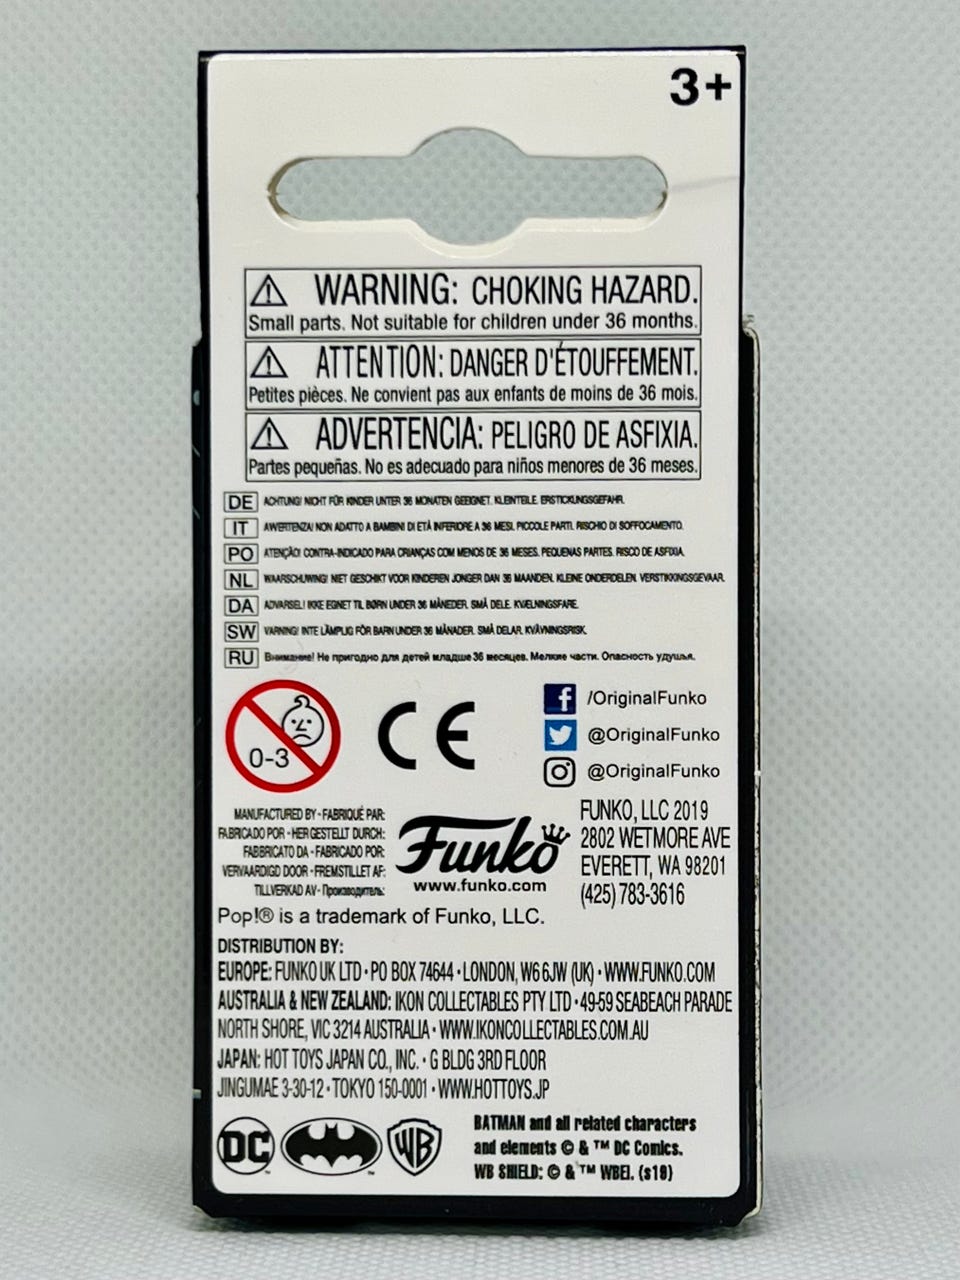 3+
WARNING: CHOKING HAZARD.
Small parts. Not suitable for children under 36 months.
ATTENTION: DANGER D'ÉTOUFFEMENT.
Petites pièces. Ne convient pas aux enfants de moins de 36 mois.
ADVERTENCIA: PELIGRO DE ASFIXIA.
Partes pequeñas. No es adecuado para niños menores de 36 meses.
DE ACHTUNG! NICHT FÜR KINDER UNTER 36 MONATEN GEEIGNET. KLEINTEILE. ERSTICKUNGSGEFAHR.
IT AVVERTENZA! NON ADATTO A BAMBINI DI ETÀ INFERIORE A 36 MESI. PICCOLE PARTI. RISCHIO DI SOFFOCAMENTO.
PO ATENÇÃO! CONTRA-INDICADO PARA CRIANÇAS COM MENOS DE 36 MESES. PEQUENAS PARTES. RISCO DE ASFIXIA.
NL WAARSCHUWING! NIET GESCHIKT VOOR KINDEREN JONGER DAN 36 MAANDEN. KLEINE ONDERDELEN. VERSTIKKINGSGEVAAR.
DA ADVARSEL! IKKE EGNET TIL BØRN UNDER 36 MÅNEDER. SMÅ DELE. KVÆLNINGSFARE.
SW VARNING! INTE LÄMPLIG FÖR BARN UNDER 36 MÅNADER. SMÅ DELAR. KVÄVNINGSRISK.
RU Внимание! Не пригодно для детей младше 36 месяцев. Мелкие части. Опасность удушья.
0-3
CE
f /OriginalFunko
@OriginalFunko
@OriginalFunko
MANUFACTURED BY • FABRIQUÉ PAR:
FABRICADO POR • HERGESTELLT DURCH:
FABBRICATO DA • FABRICADO POR:
VERVAARDIGD DOOR • FREMSTILLET AF:
TILLVERKAD AV • Производитель:
Funko
www.funko.com
FUNKO, LLC 2019
2802 WETMORE AVE
EVERETT, WA 98201
(425) 783-3616
Pop!® is a trademark of Funko, LLC.
DISTRIBUTION BY:
EUROPE: FUNKO UK LTD • PO BOX 74644 • LONDON, W6 6JW (UK) • WWW.FUNKO.COM
AUSTRALIA & NEW ZEALAND: IKON COLLECTABLES PTY LTD • 49-59 SEABEACH PARADE
NORTH SHORE, VIC 3214 AUSTRALIA • WWW.IKONCOLLECTABLES.COM.AU
JAPAN: HOT TOYS JAPAN CO., INC. • G BLDG 3RD FLOOR
JINGUMAE 3-30-12 • TOKYO 150-0001 • WWW.HOTTOYS.JP
DC™ ™ WB
BATMAN and all related characters
and elements © & ™ DC Comics.
WB SHIELD: © & ™ WBEI. (s19)